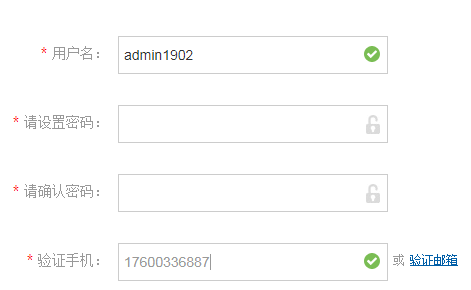 * 用户名： admin1902
* 请设置密码：
* 请确认密码：
* 验证手机： 17600336887 或 验证邮箱